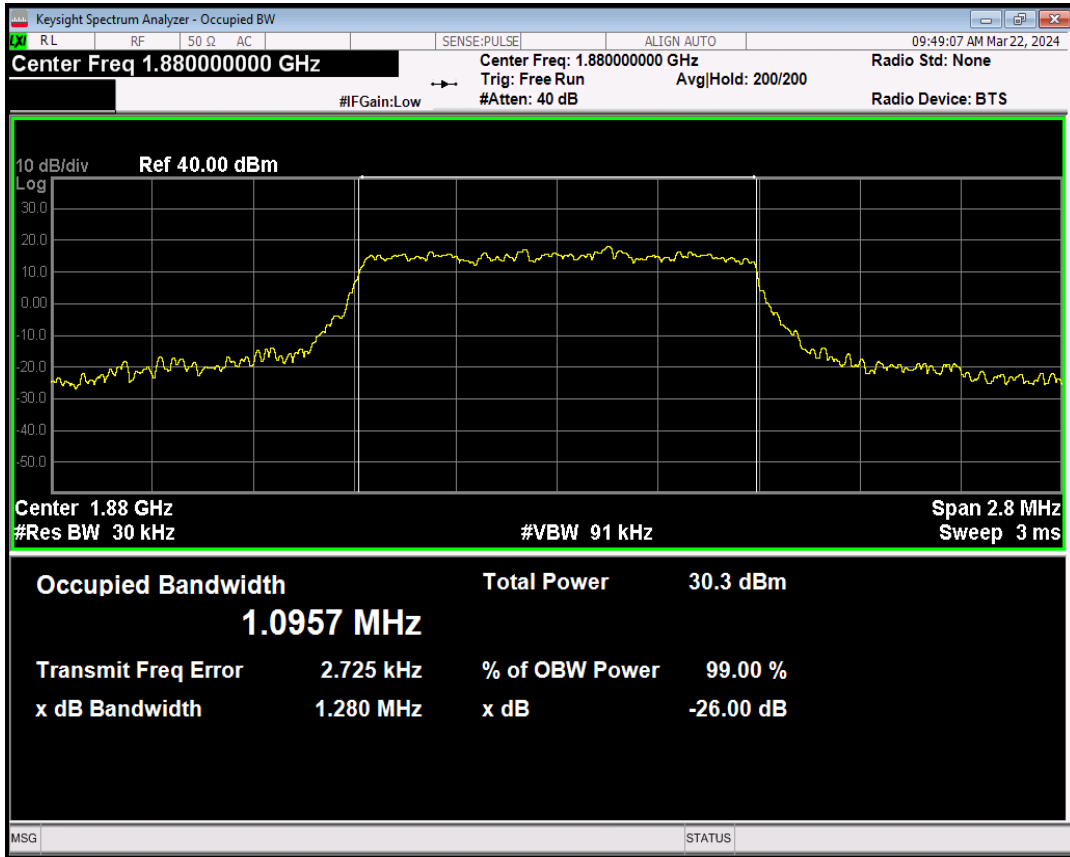 Keysight Spectrum Analyzer - Occupied BW
LXI RL RF 50 Ω AC SENSE:PULSE ALIGN AUTO 09:49:07 AM Mar 22, 2024
Center Freq 1.880000000 GHz Center Freq: 1.880000000 GHz Radio Std: None
Trig: Free Run Avg|Hold: 200/200
#IFGain:Low #Atten: 40 dB Radio Device: BTS
10 dB/div Ref 40.00 dBm
Log
30.0
20.0
10.0
0.00
-10.0
-20.0
-30.0
-40.0
-50.0
Center 1.88 GHz Span 2.8 MHz
#Res BW 30 kHz #VBW 91 kHz Sweep 3 ms
Occupied Bandwidth Total Power 30.3 dBm
1.0957 MHz
Transmit Freq Error 2.725 kHz % of OBW Power 99.00 %
x dB Bandwidth 1.280 MHz x dB -26.00 dB
MSG STATUS